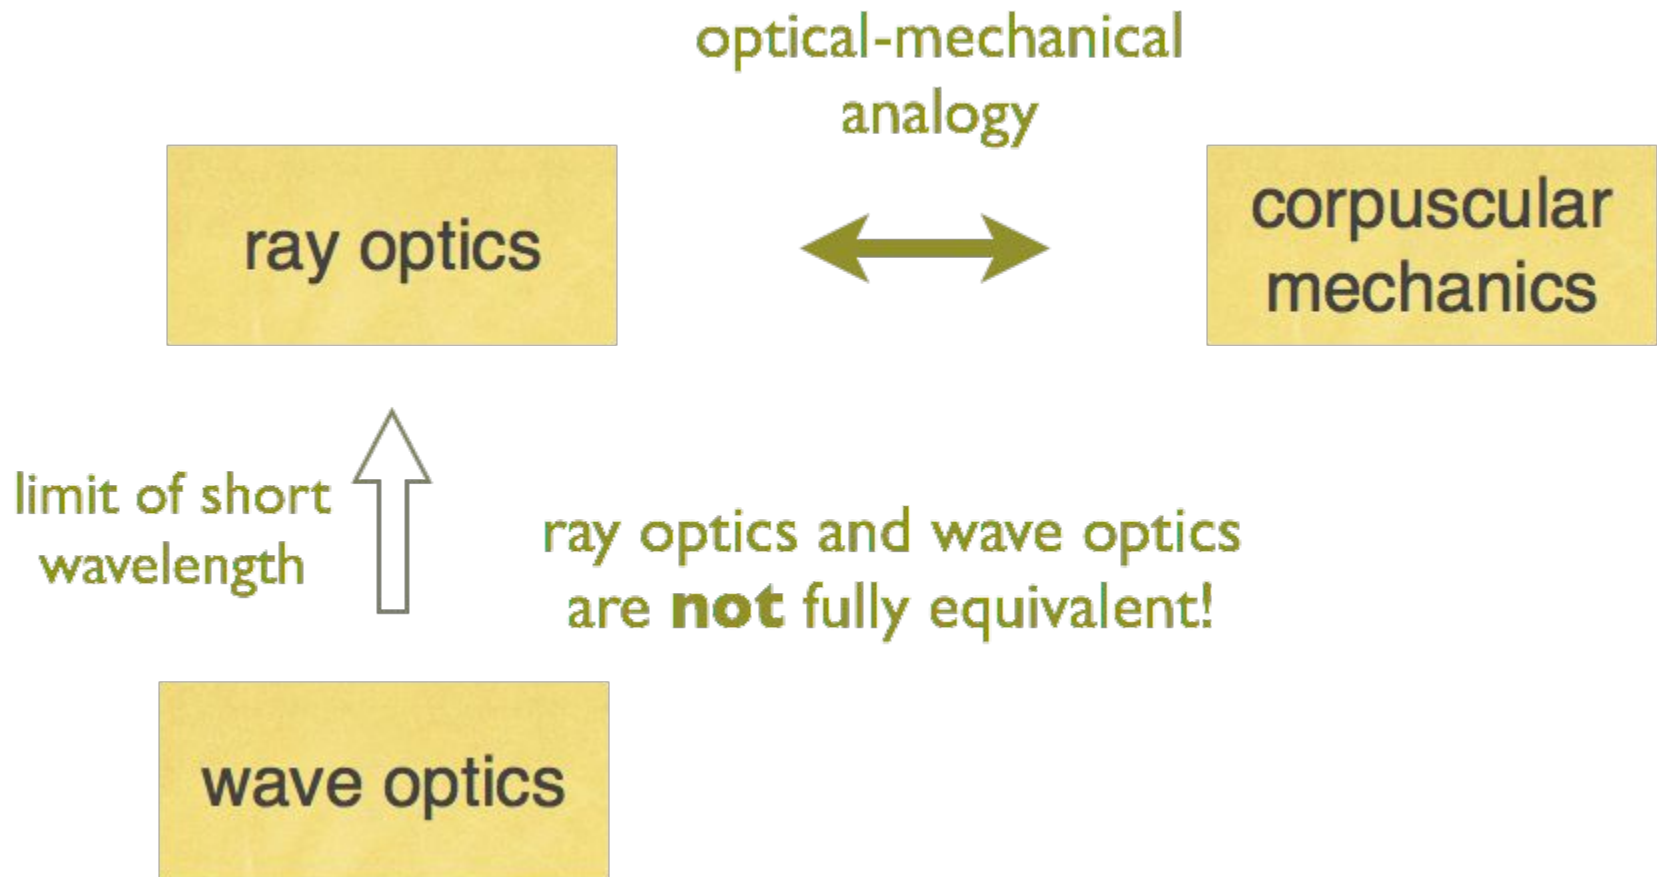 optical-mechanical
analogy
ray optics
corpuscular
mechanics
limit of short
wavelength
ray optics and wave optics
are not fully equivalent!
wave optics